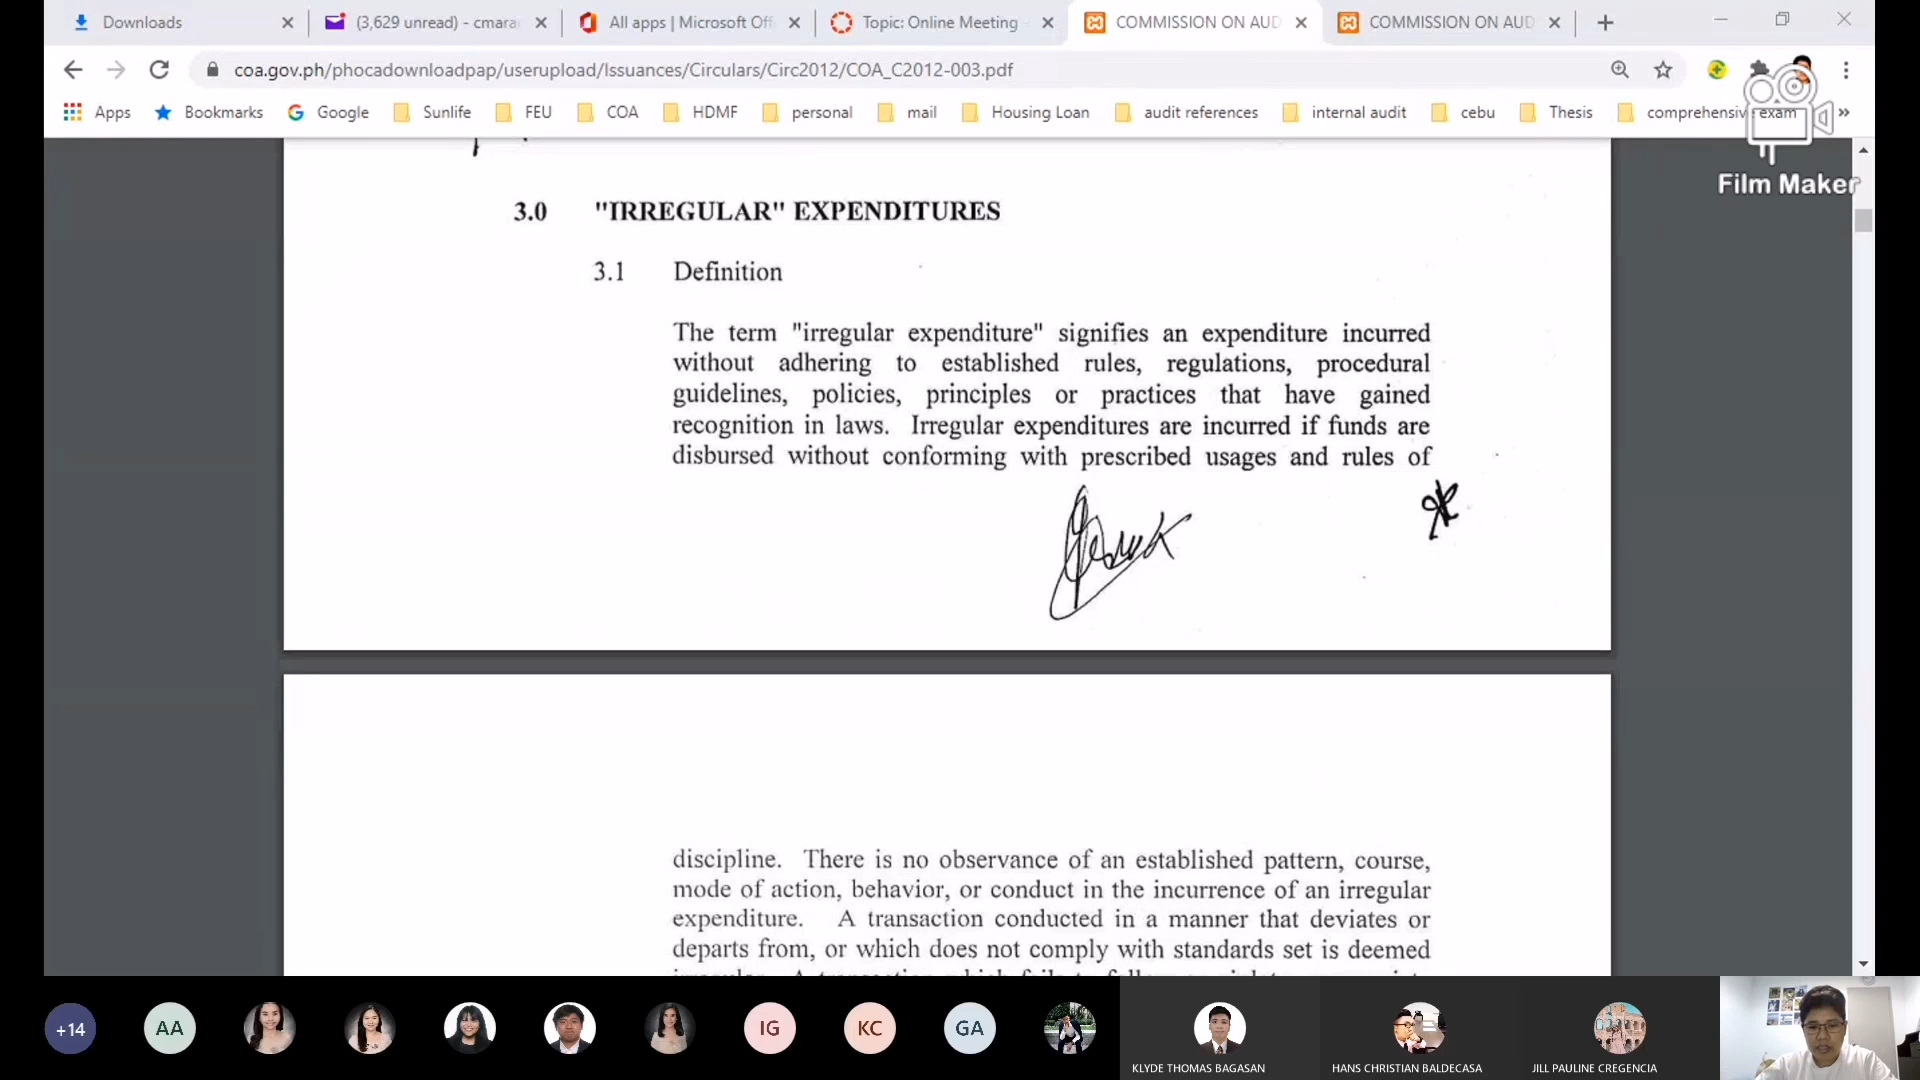 Downloads
(3,629 unread) - cmara
All apps | Microsoft Off
Topic: Online Meeting
COMMISSION ON AUD
COMMISSION ON AUD
coa.gov.ph/phocadownloadpap/userupload/Issuances/Circulars/Circ2012/COA_C2012-003.pdf
Apps
Bookmarks
Google
Sunlife
FEU
COA
HDMF
personal
mail
Housing Loan
audit references
internal audit
cebu
Thesis
comprehensive exam
Film Maker
3.0 "IRREGULAR" EXPENDITURES
3.1 Definition
The term "irregular expenditure" signifies an expenditure incurred
without adhering to established rules, regulations, procedural
guidelines, policies, principles or practices that have gained
recognition in laws. Irregular expenditures are incurred if funds are
disbursed without conforming with prescribed usages and rules of
discipline. There is no observance of an established pattern, course,
mode of action, behavior, or conduct in the incurrence of an irregular
expenditure. A transaction conducted in a manner that deviates or
departs from, or which does not comply with standards set is deemed
+14
AA
IG
KC
GA
KLYDE THOMAS BAGASAN
HANS CHRISTIAN BALDECASA
JILL PAULINE CREGENCIA